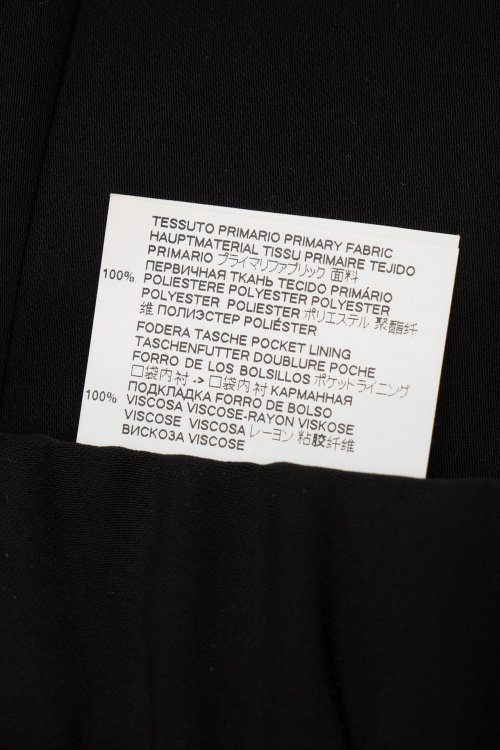 TESSUTO PRIMARIO PRIMARY FABRIC
HAUPTMATERIAL TISSU PRIMAIRE TEJIDO
PRIMARIO プライマリファブリック 面料
ПЕРВИЧНАЯ ТКАНЬ TECIDO PRIMÁRIO
100% POLIESTERE POLYESTER POLYESTER
POLYESTER POLIESTER ポリエステル 聚酯纤
维 ПОЛИЭСТЕР POLIÉSTER
FODERA TASCHE POCKET LINING
TASCHENFUTTER DOUBLURE POCHE
FORRO DE LOS BOLSILLOS ポケットライニング
口袋内衬 -> 口袋内衬 КАРМАННАЯ
ПОДКЛАДКА FORRO DE BOLSO
100% VISCOSA VISCOSE-RAYON VISKOSE
VISCOSE VISCOSA レーヨン 粘胶纤维
ВИСКОЗА VISCOSE